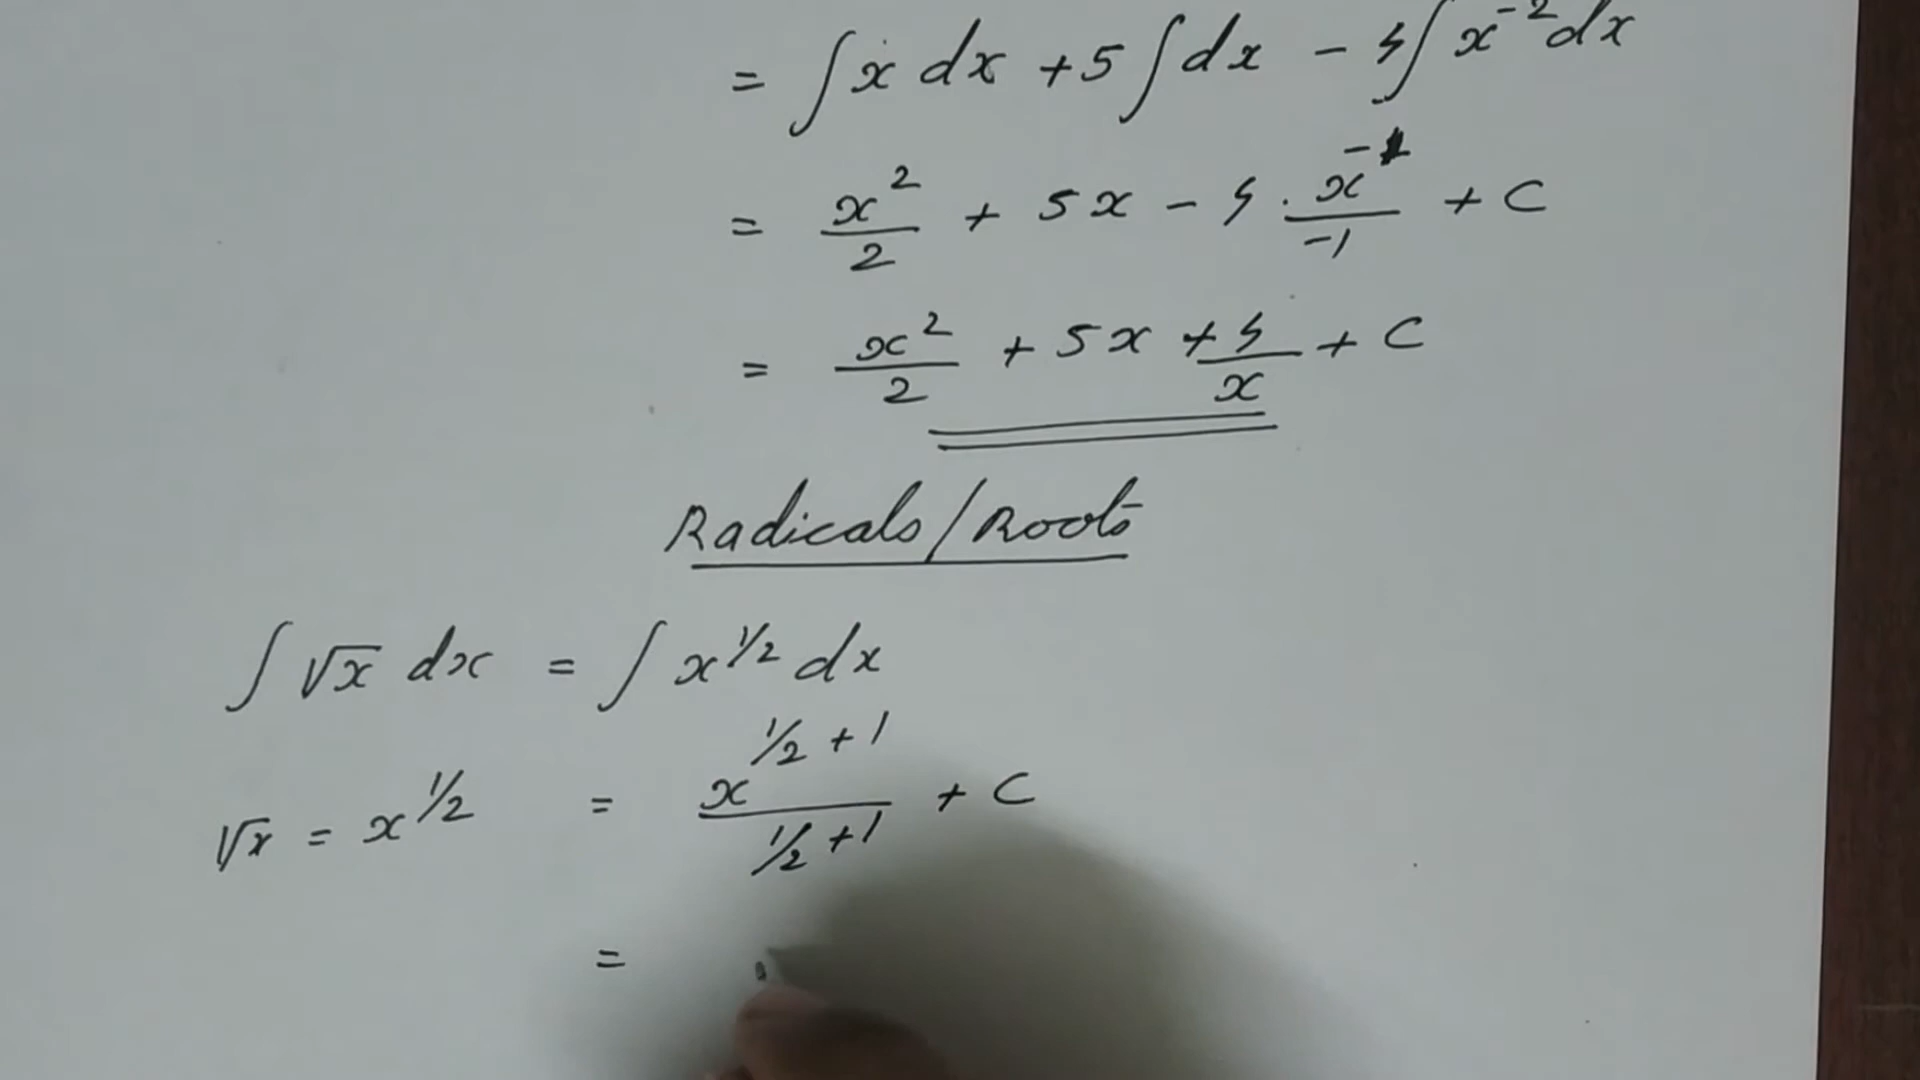 = ∫ x dx + 5 ∫ dx − 4 ∫ x⁻² dx
= x²/2 + 5x − 4 · x⁻¹/−1 + C
= x²/2 + 5x + 4/x + C
Radicals/Roots
∫ √x dx = ∫ x^1/2 dx
√x = x^1/2 = x^(1/2 + 1)/(1/2 + 1) + C
=